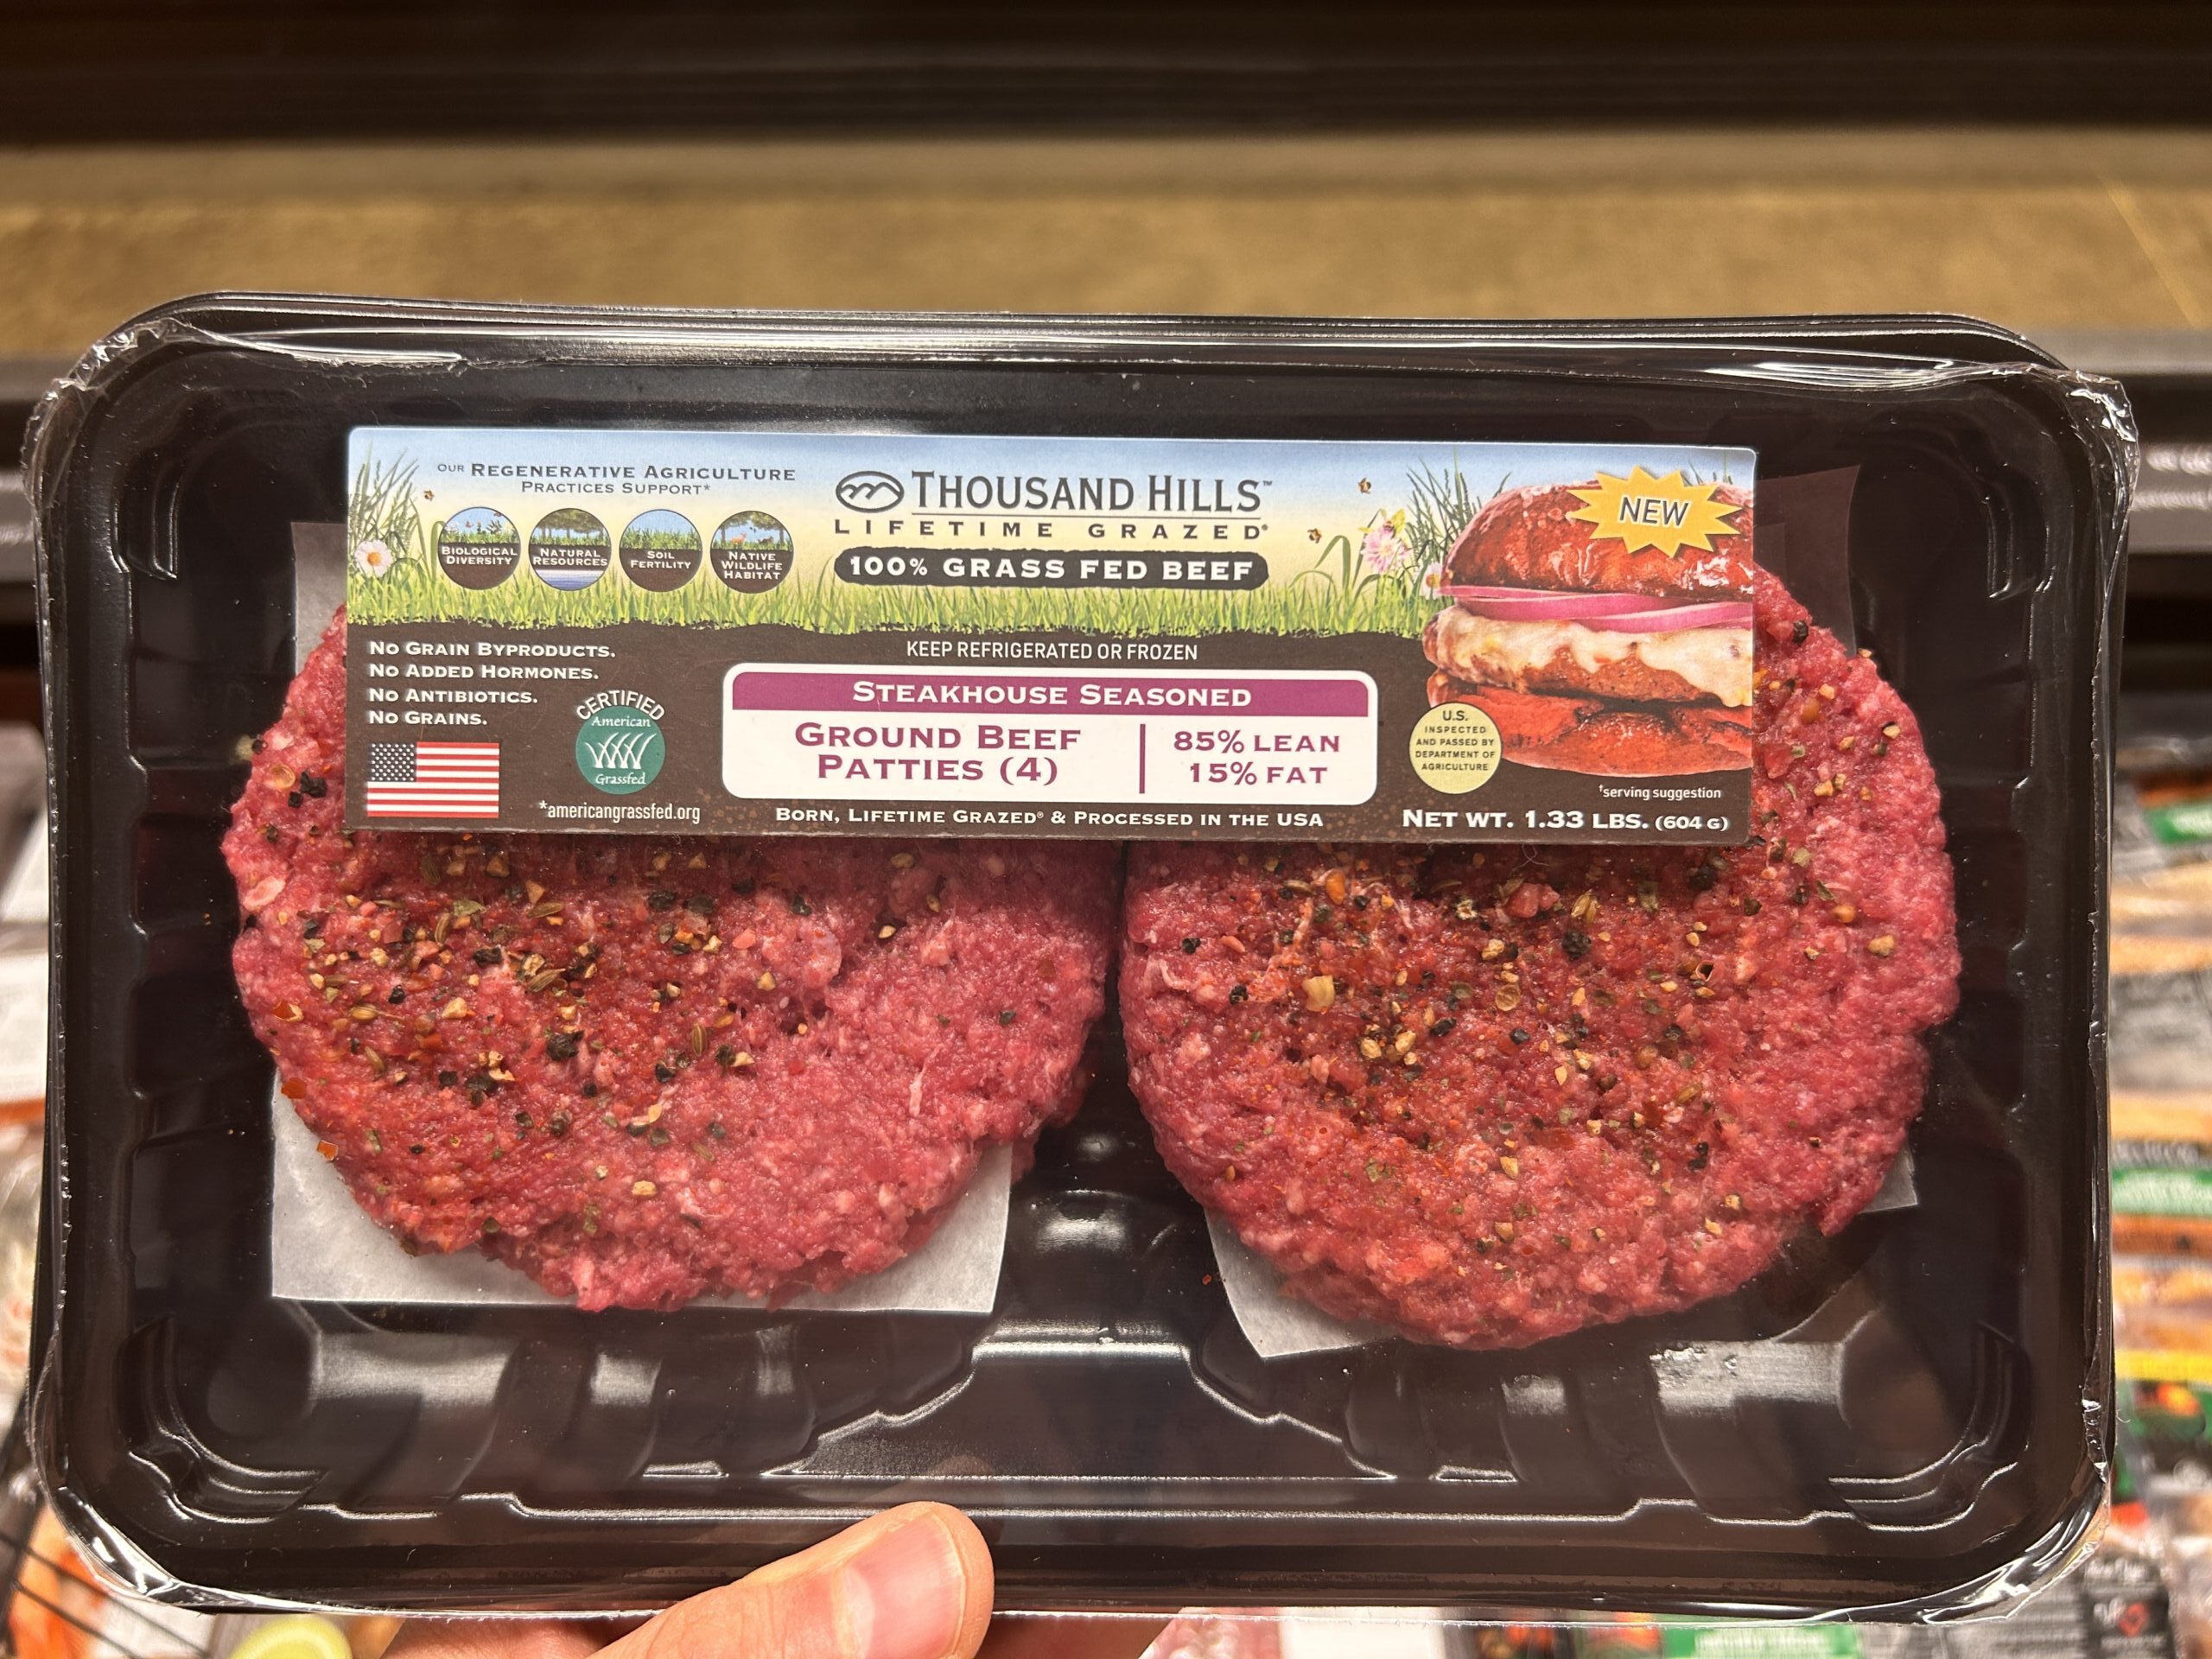 OUR REGENERATIVE AGRICULTURE
PRACTICES SUPPORT*
BIOLOGICAL
DIVERSITY
NATURAL
RESOURCES
SOIL
FERTILITY
NATIVE
WILDLIFE
HABITAT
THOUSAND HILLS™
LIFETIME GRAZED®
100% GRASS FED BEEF
NEW
NO GRAIN BYPRODUCTS.
NO ADDED HORMONES.
NO ANTIBIOTICS.
NO GRAINS.
CERTIFIED
American
Grassfed
*americangrassfed.org
KEEP REFRIGERATED OR FROZEN
STEAKHOUSE SEASONED
GROUND BEEF
PATTIES (4)
85% LEAN
15% FAT
BORN, LIFETIME GRAZED® & PROCESSED IN THE USA
U.S.
INSPECTED
AND PASSED BY
DEPARTMENT OF
AGRICULTURE
†serving suggestion
NET WT. 1.33 LBS. (604 G)